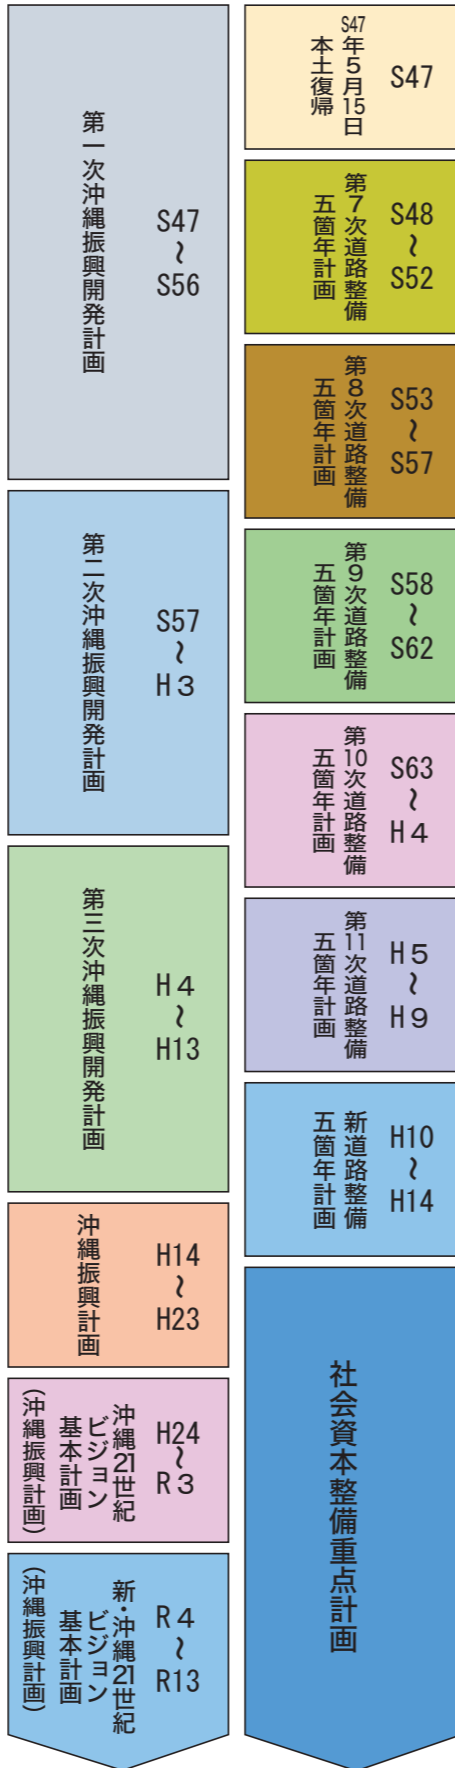 第一次沖縄振興開発計画
S47
〜
S56
第二次沖縄振興開発計画
S57
〜
H3
第三次沖縄振興開発計画
H4
〜
H13
沖縄振興計画
H14
〜
H23
沖縄21世紀
ビジョン
基本計画
(沖縄振興計画)
H24
〜
R3
新・沖縄21世紀
ビジョン
基本計画
(沖縄振興計画)
R4
〜
R13
S47年5月15日
本土復帰
S47
第7次道路整備
五箇年計画
S48
〜
S52
第8次道路整備
五箇年計画
S53
〜
S57
第9次道路整備
五箇年計画
S58
〜
S62
第10次道路整備
五箇年計画
S63
〜
H4
第11次道路整備
五箇年計画
H5
〜
H9
新道路整備
五箇年計画
H10
〜
H14
社会資本整備重点計画